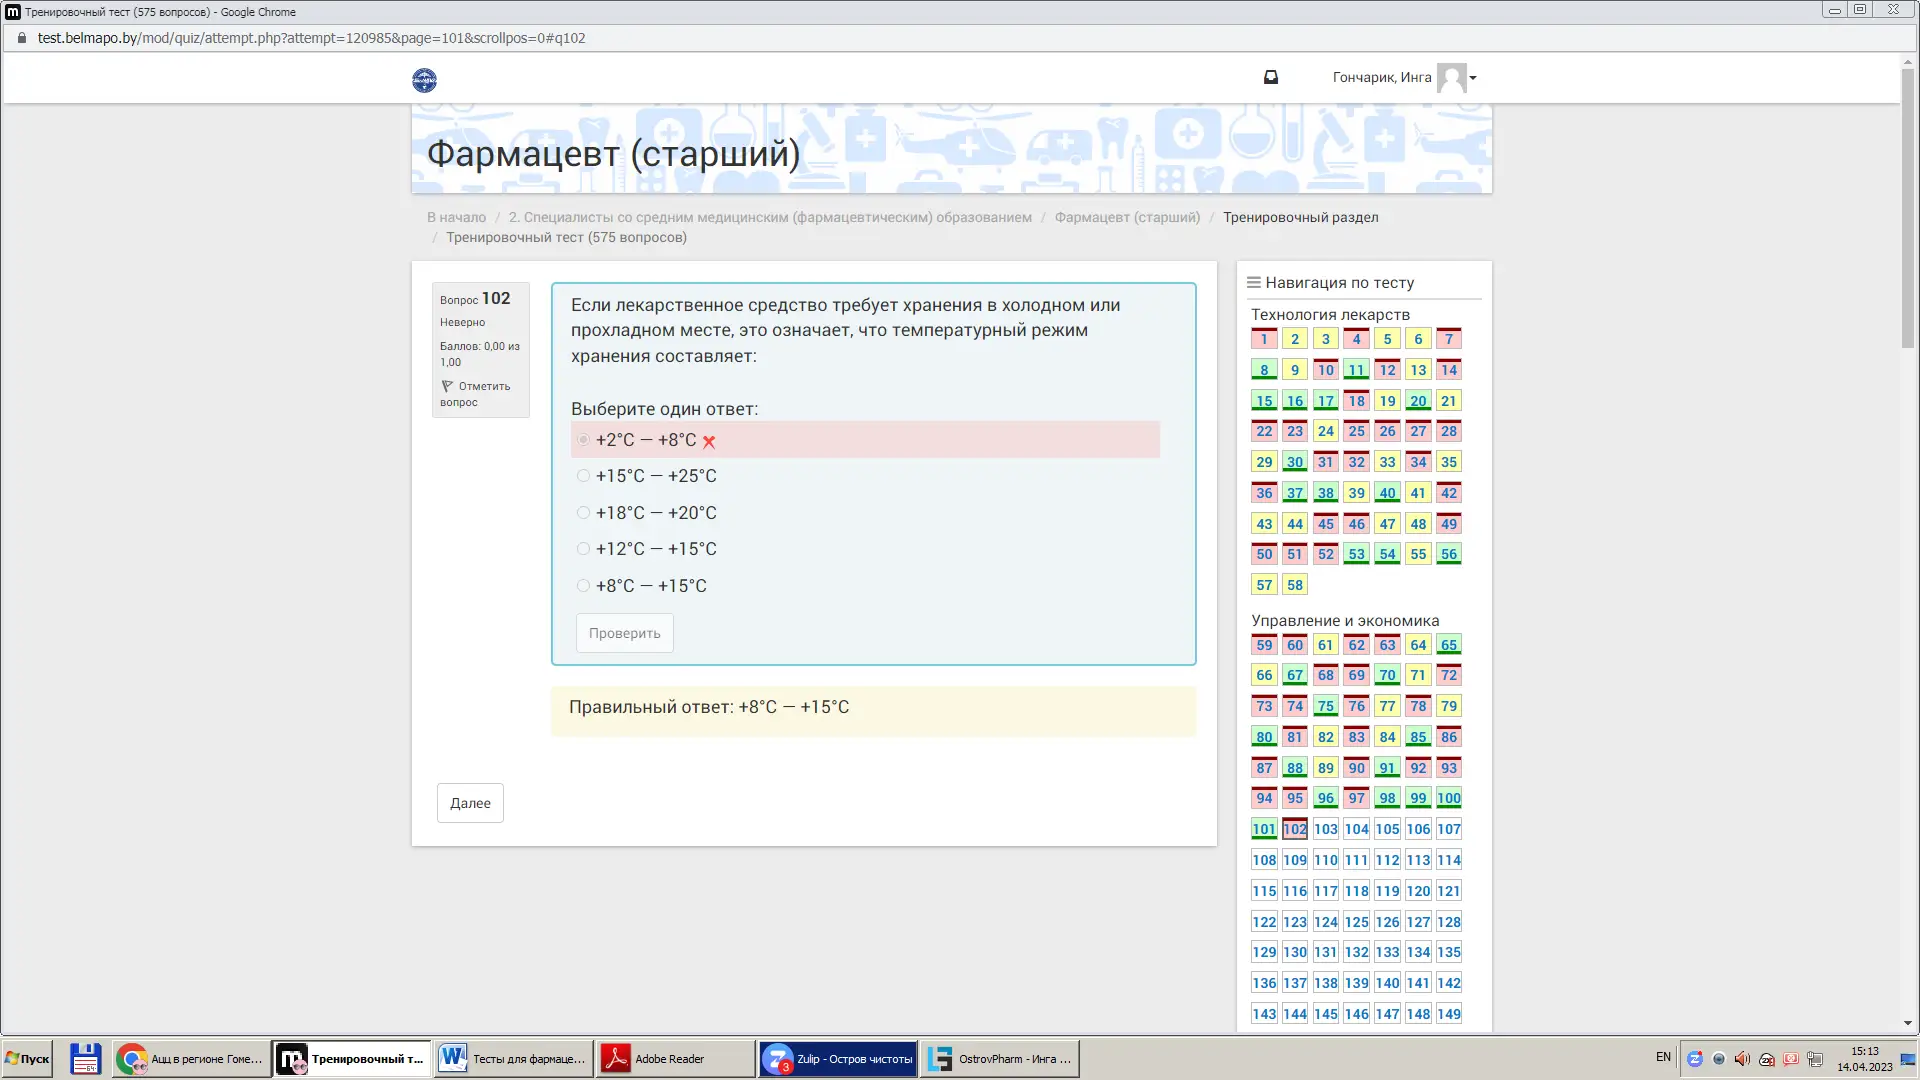 Тренировочный тест (575 вопросов) - Google Chrome
test.belmapo.by/mod/quiz/attempt.php?attempt=120985&page=101&scrollpos=0#q102
Гончарик, Инга
Фармацевт (старший)
В начало / 2. Специалисты со средним медицинским (фармацевтическим) образованием / Фармацевт (старший) / Тренировочный раздел
/ Тренировочный тест (575 вопросов)
Вопрос 102
Неверно
Баллов: 0,00 из
1,00
Отметить
вопрос
Если лекарственное средство требует хранения в холодном или
прохладном месте, это означает, что температурный режим
хранения составляет:
Выберите один ответ:
+2°C — +8°C
+15°C — +25°C
+18°C — +20°C
+12°C — +15°C
+8°C — +15°C
Проверить
Правильный ответ: +8°C — +15°C
Далее
Навигация по тесту
Технология лекарств
1 2 3 4 5 6 7
8 9 10 11 12 13 14
15 16 17 18 19 20 21
22 23 24 25 26 27 28
29 30 31 32 33 34 35
36 37 38 39 40 41 42
43 44 45 46 47 48 49
50 51 52 53 54 55 56
57 58
Управление и экономика
59 60 61 62 63 64 65
66 67 68 69 70 71 72
73 74 75 76 77 78 79
80 81 82 83 84 85 86
87 88 89 90 91 92 93
94 95 96 97 98 99 100
101 102 103 104 105 106 107
108 109 110 111 112 113 114
115 116 117 118 119 120 121
122 123 124 125 126 127 128
129 130 131 132 133 134 135
136 137 138 139 140 141 142
143 144 145 146 147 148 149
Пуск
Ацц в регионе Гоме...
Тренировочный т...
Тесты для фармаце...
Adobe Reader
Zulip - Остров чистоты
OstrovPharm - Инга ...
EN
15:13
14.04.2023